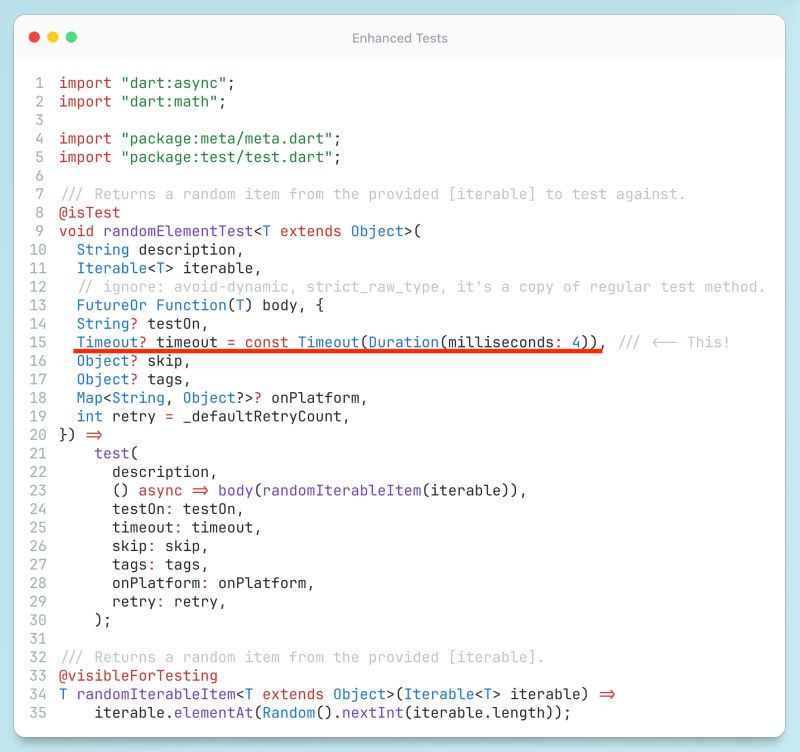 Enhanced Tests
1 import "dart:async";
2 import "dart:math";
3
4 import "package:meta/meta.dart";
5 import "package:test/test.dart";
6
7 /// Returns a random item from the provided [iterable] to test against.
8 @isTest
9 void randomElementTest<T extends Object>(
10   String description,
11   Iterable<T> iterable,
12   // ignore: avoid-dynamic, strict_raw_type, it's a copy of regular test method.
13   FutureOr Function(T) body, {
14   String? testOn,
15   Timeout? timeout = const Timeout(Duration(milliseconds: 4)), /// <-- This!
16   Object? skip,
17   Object? tags,
18   Map<String, Object?>? onPlatform,
19   int retry = _defaultRetryCount,
20 }) =>
21     test(
22       description,
23       () async => body(randomIterableItem(iterable)),
24       testOn: testOn,
25       timeout: timeout,
26       skip: skip,
27       tags: tags,
28       onPlatform: onPlatform,
29       retry: retry,
30     );
31
32 /// Returns a random item from the provided [iterable].
33 @visibleForTesting
34 T randomIterableItem<T extends Object>(Iterable<T> iterable) =>
35     iterable.elementAt(Random().nextInt(iterable.length));